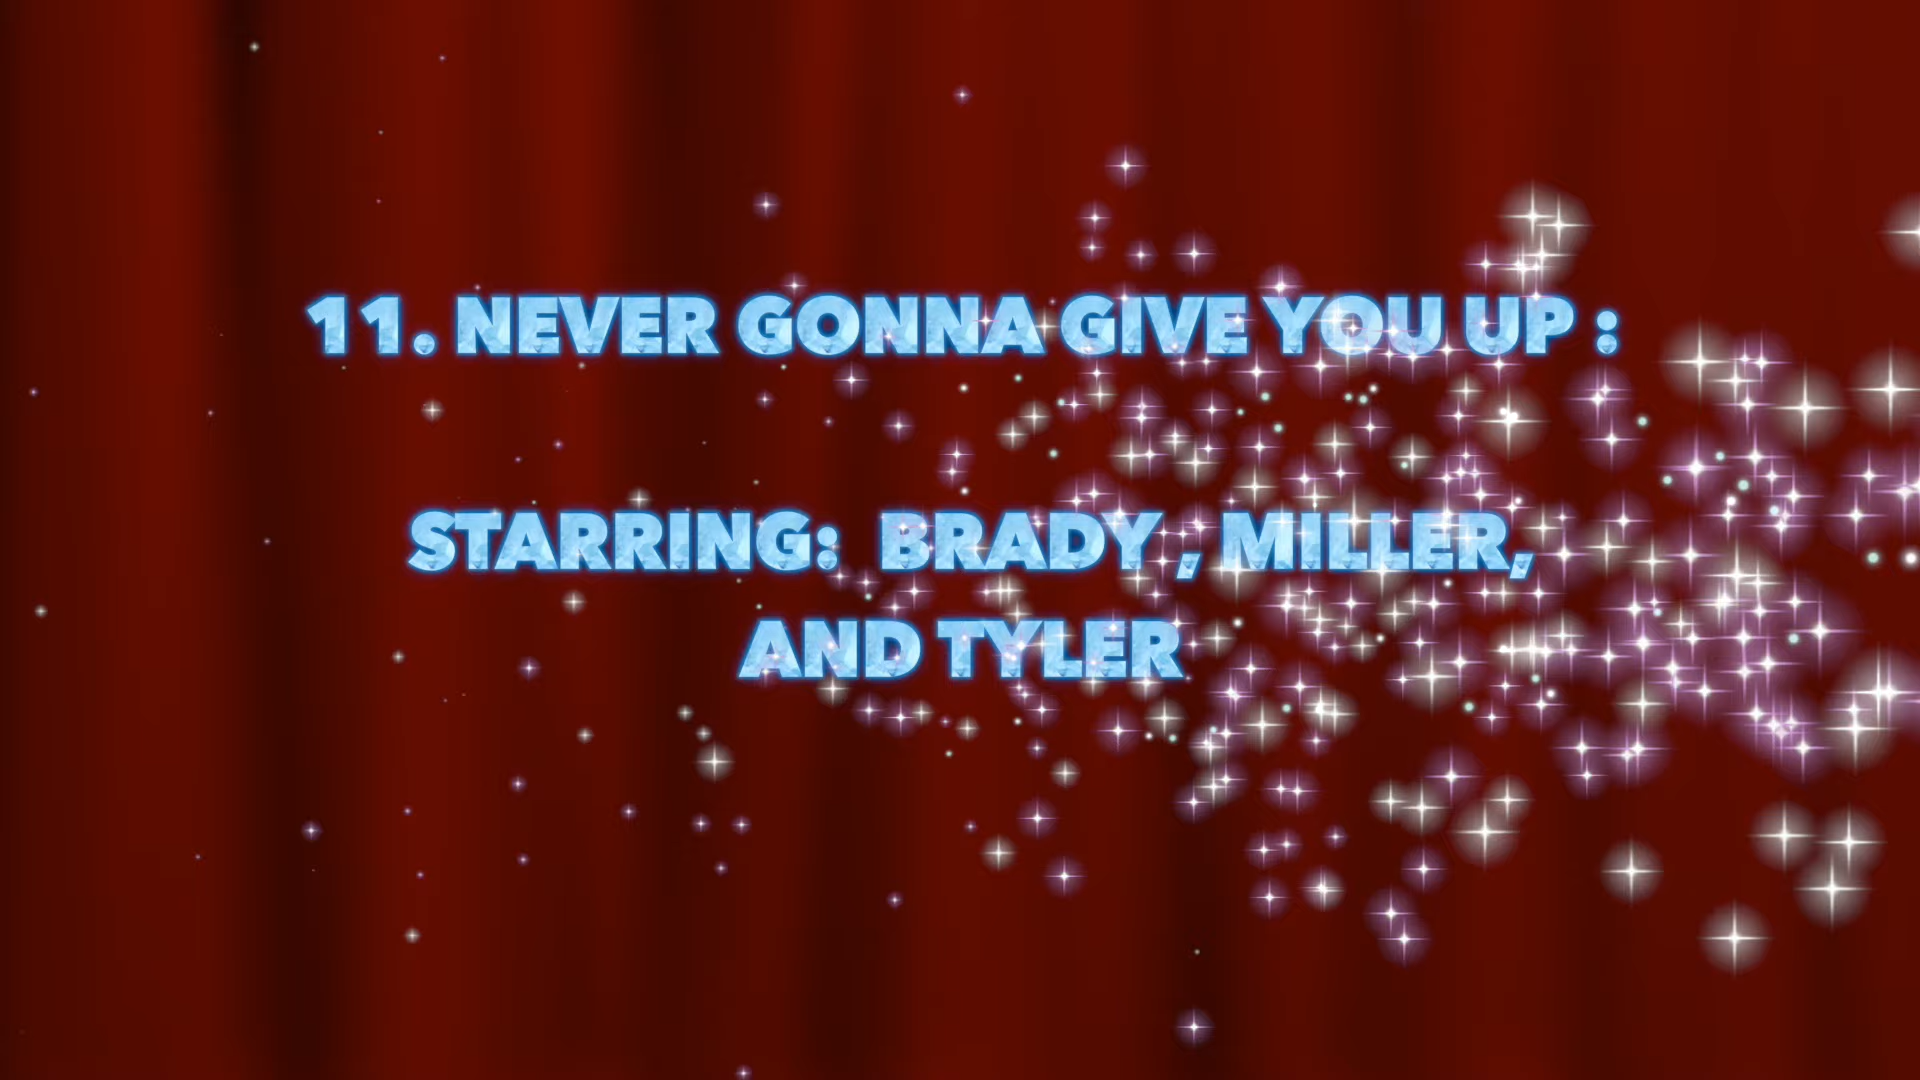 11. NEVER GONNA GIVE YOU UP :
STARRING:  BRADY , MILLER,
AND TYLER